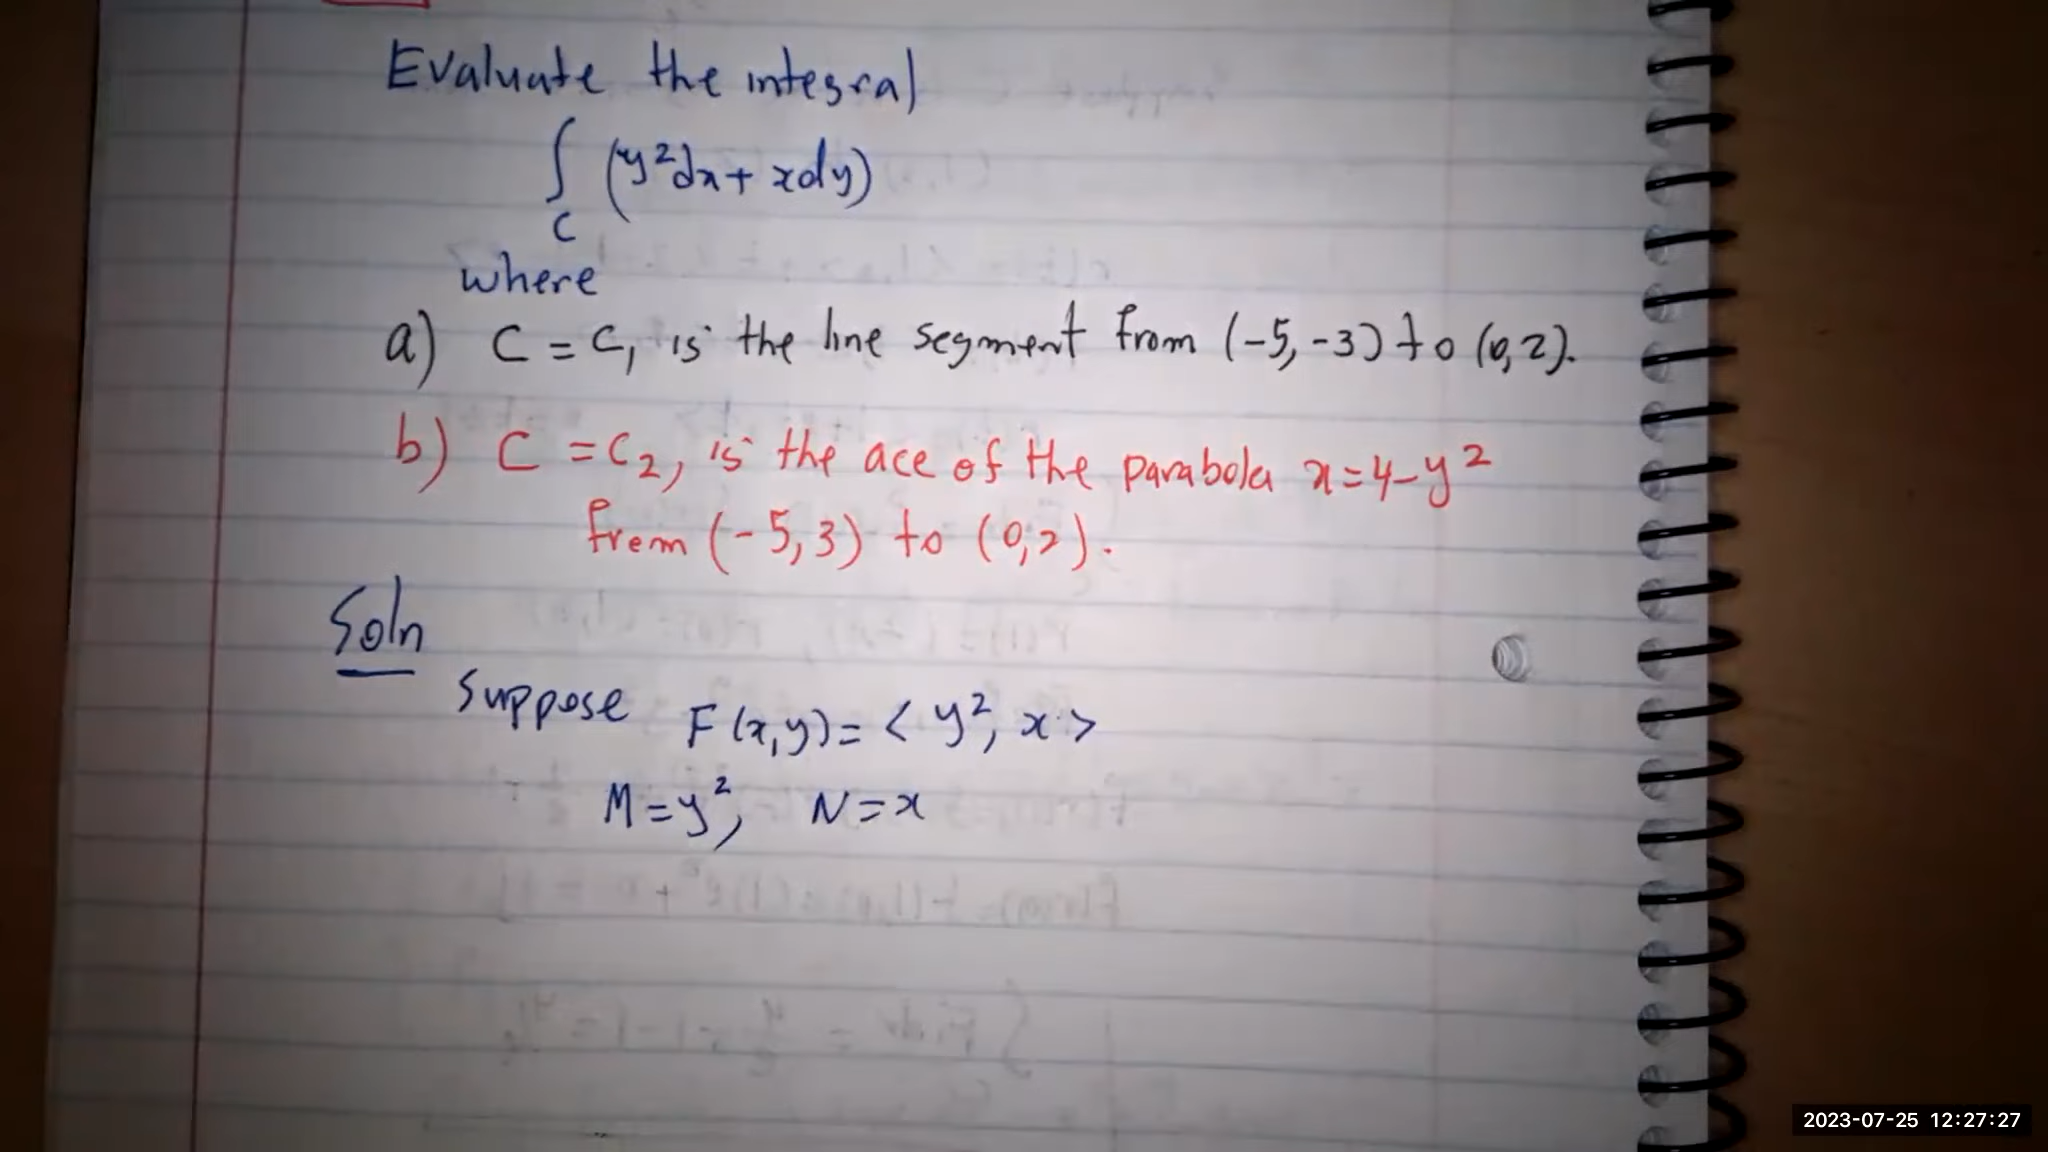 Evaluate the integral
∫ (y²dx + xdy)
C
where
a) C = C₁ is the line segment from (-5, -3) to (0, 2).
b) C = C₂, is the ace of the parabola x = 4 - y²
from (-5, 3) to (0, 2).
Soln
Suppose F(x,y) = < y², x >
M = y², N = x
2023-07-25 12:27:27